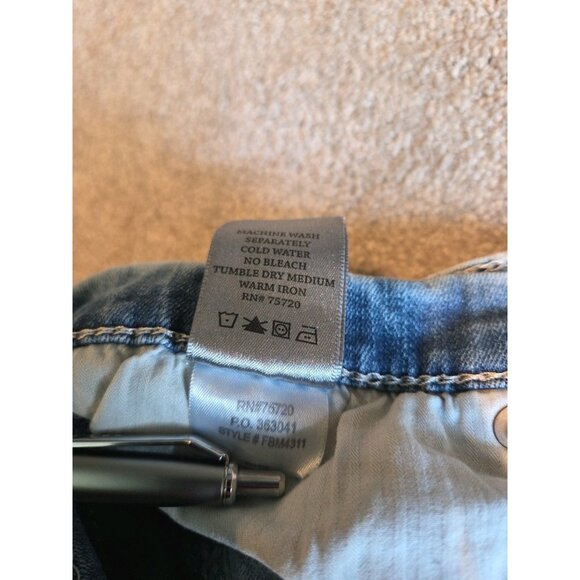 MACHINE WASH
SEPARATELY
COLD WATER
NO BLEACH
TUMBLE DRY MEDIUM
WARM IRON
RN# 75720
RN#75720
P.O. 363041
STYLE # FBM4311